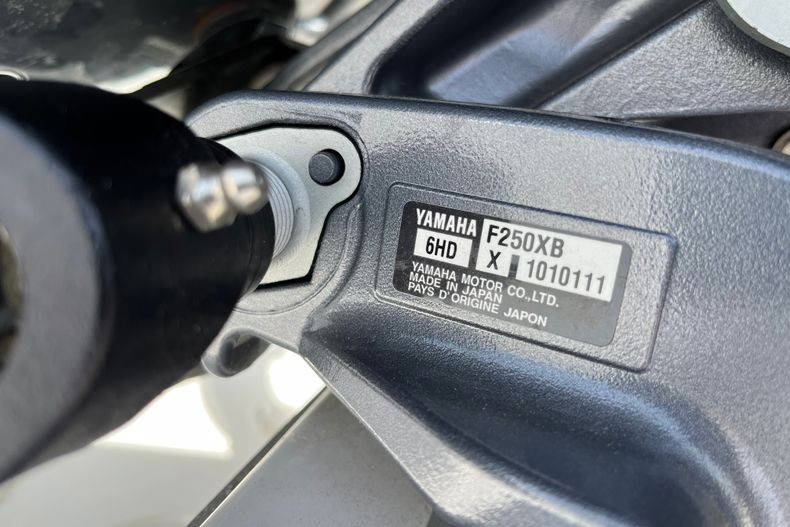 YAMAHA F250XB
6HD X 1010111
YAMAHA MOTOR CO.,LTD.
MADE IN JAPAN
PAYS D'ORIGINE JAPON